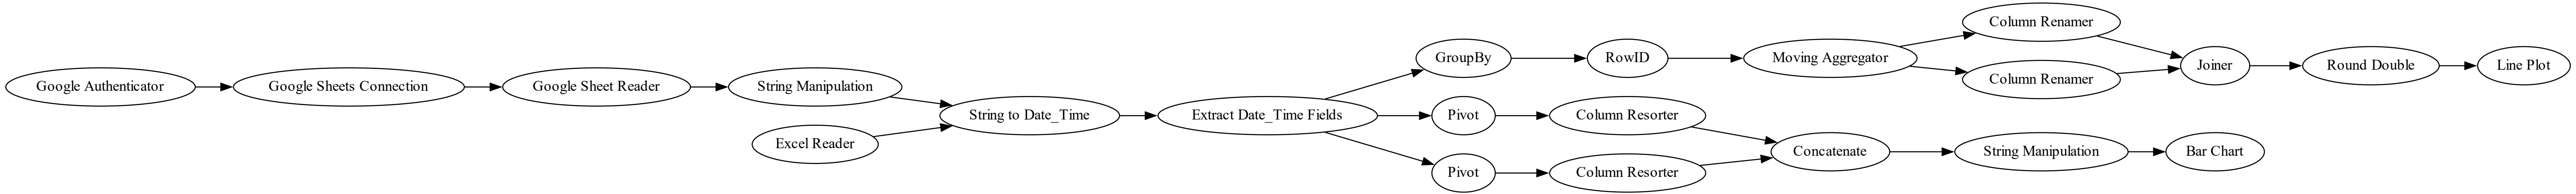 Google Authenticator
Google Sheets Connection
Google Sheet Reader
String Manipulation
Excel Reader
String to Date_Time
Extract Date_Time Fields
GroupBy
RowID
Moving Aggregator
Column Renamer
Column Renamer
Joiner
Round Double
Line Plot
Pivot
Column Resorter
Pivot
Column Resorter
Concatenate
String Manipulation
Bar Chart